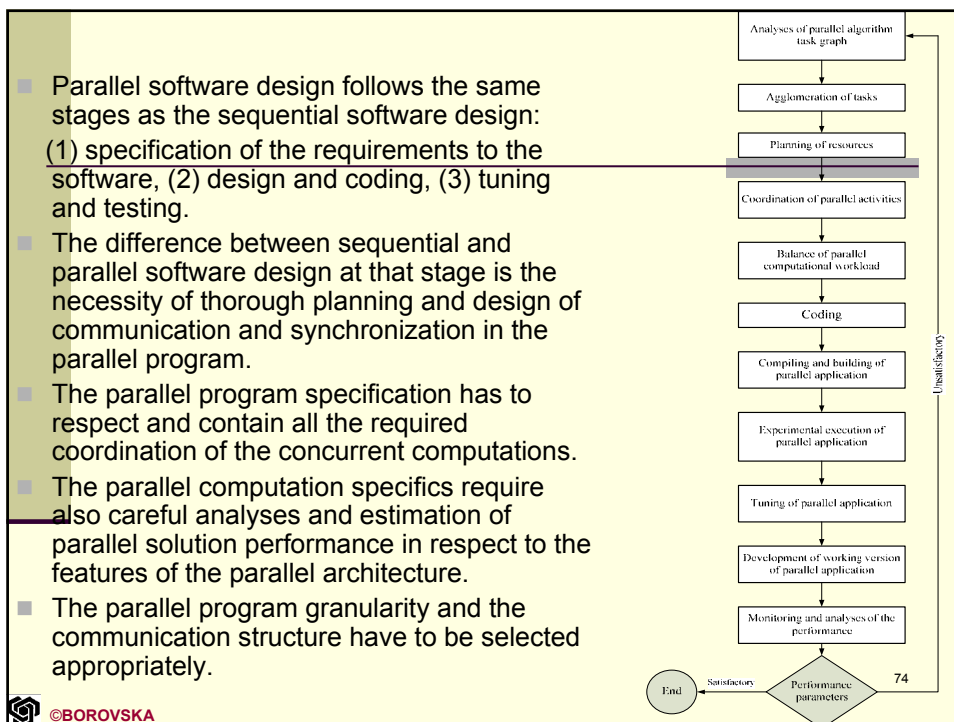 Parallel software design follows the same
stages as the sequential software design:
(1) specification of the requirements to the
software, (2) design and coding, (3) tuning
and testing.
The difference between sequential and
parallel software design at that stage is the
necessity of thorough planning and design of
communication and synchronization in the
parallel program.
The parallel program specification has to
respect and contain all the required
coordination of the concurrent computations.
The parallel computation specifics require
also careful analyses and estimation of
parallel solution performance in respect to the
features of the parallel architecture.
The parallel program granularity and the
communication structure have to be selected
appropriately.
©BOROVSKA
Analyses of parallel algorithm
task graph
Agglomeration of tasks
Planning of resources
Coordination of parallel activities
Balance of parallel
computational workload
Coding
Compiling and building of
parallel application
Experimental execution of
parallel application
Tuning of parallel application
Development of working version
of parallel application
Monitoring and analyses of the
performance
Performance
parameters
Satisfactory
End
Unsatisfactory
74